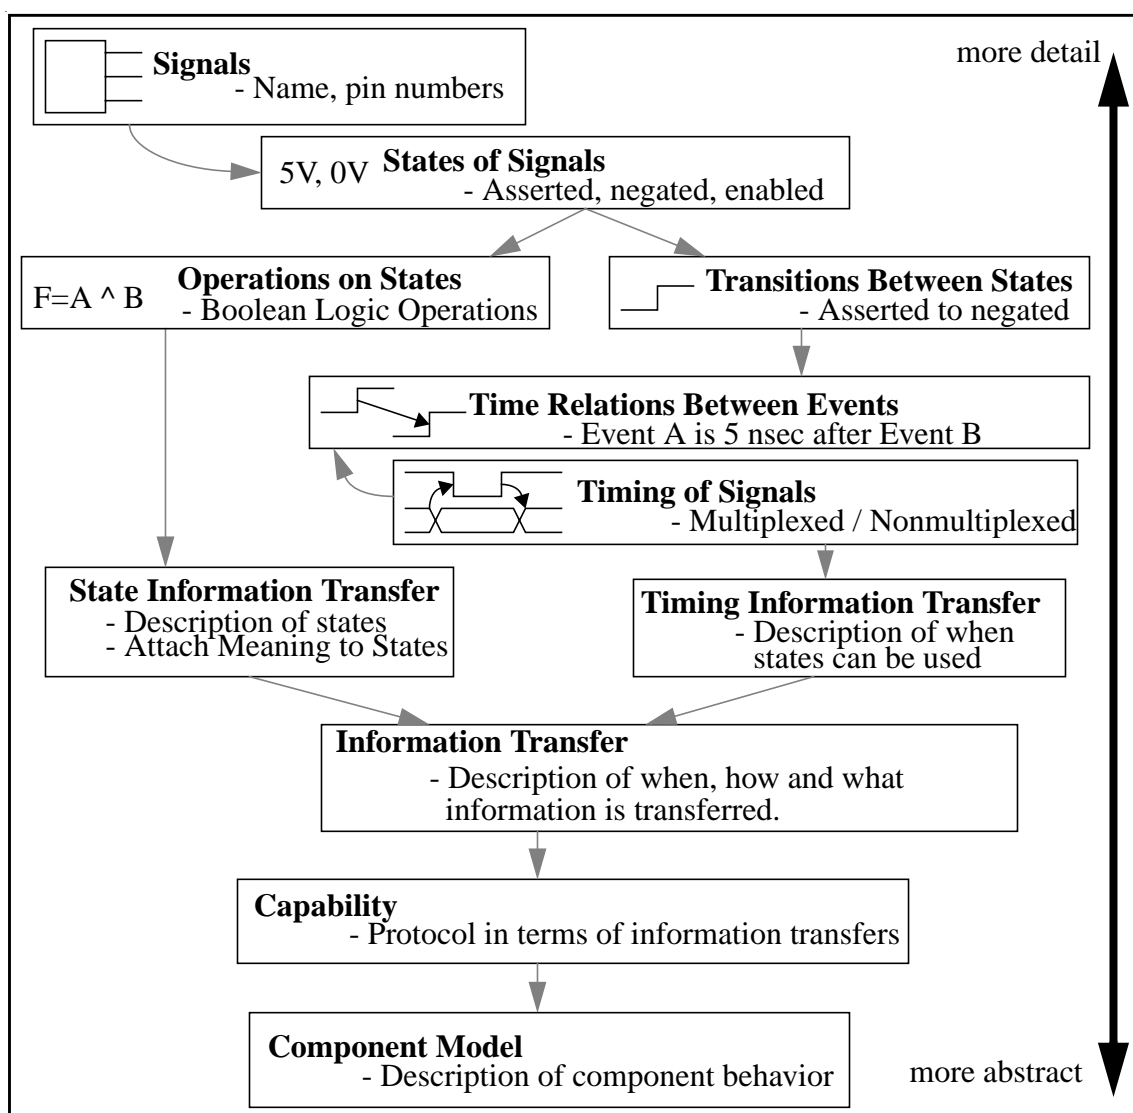 Signals
- Name, pin numbers
more detail
5V, 0V
States of Signals
- Asserted, negated, enabled
F=A ^ B
Operations on States
- Boolean Logic Operations
Transitions Between States
- Asserted to negated
Time Relations Between Events
- Event A is 5 nsec after Event B
Timing of Signals
- Multiplexed / Nonmultiplexed
State Information Transfer
- Description of states
- Attach Meaning to States
Timing Information Transfer
- Description of when
states can be used
Information Transfer
- Description of when, how and what
information is transferred.
Capability
- Protocol in terms of information transfers
Component Model
- Description of component behavior
more abstract